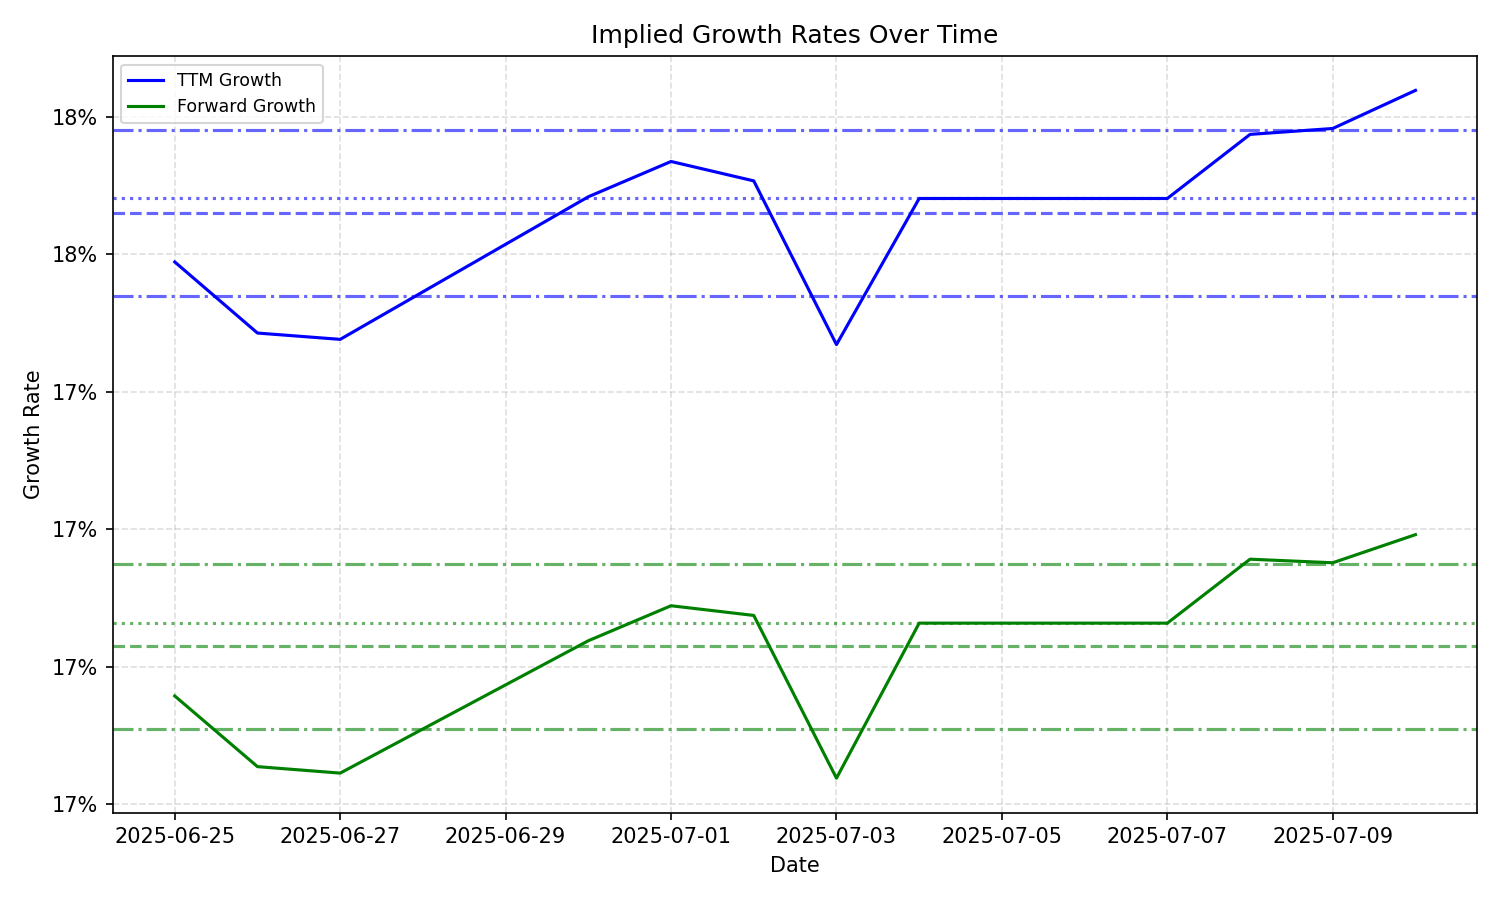 Implied Growth Rates Over Time
TTM Growth
Forward Growth
Growth Rate
18%
18%
17%
17%
17%
17%
2025-06-25
2025-06-27
2025-06-29
2025-07-01
2025-07-03
2025-07-05
2025-07-07
2025-07-09
Date